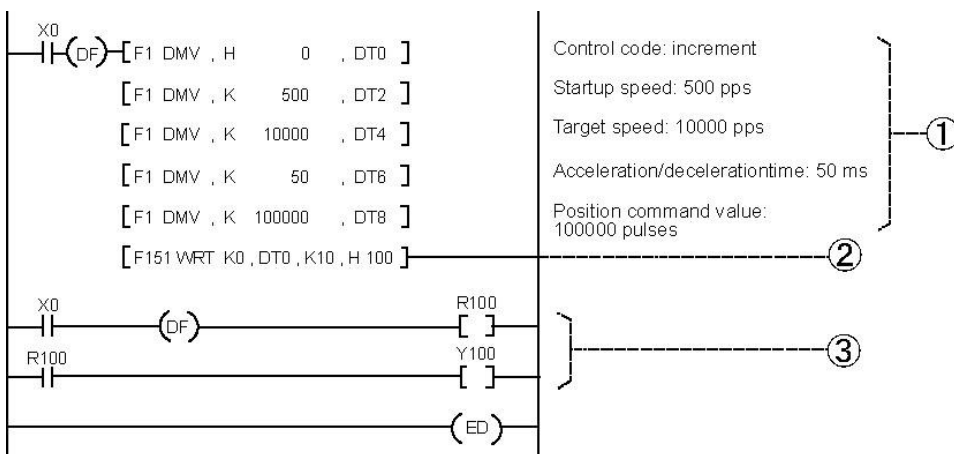 X0
(DF) [F1 DMV , H 0 , DT0 ] Control code: increment
[F1 DMV , K 500 , DT2 ] Startup speed: 500 pps
[F1 DMV , K 10000 , DT4 ] Target speed: 10000 pps
①
[F1 DMV , K 50 , DT6 ] Acceleration/decelerationtime: 50 ms
[F1 DMV , K 100000 , DT8 ] Position command value:
100000 pulses
[F151 WRT K0 , DT0 , K10 , H 100 ] ②
X0 R100
(DF) [ ]
③
R100 Y100
[ ]
(ED)